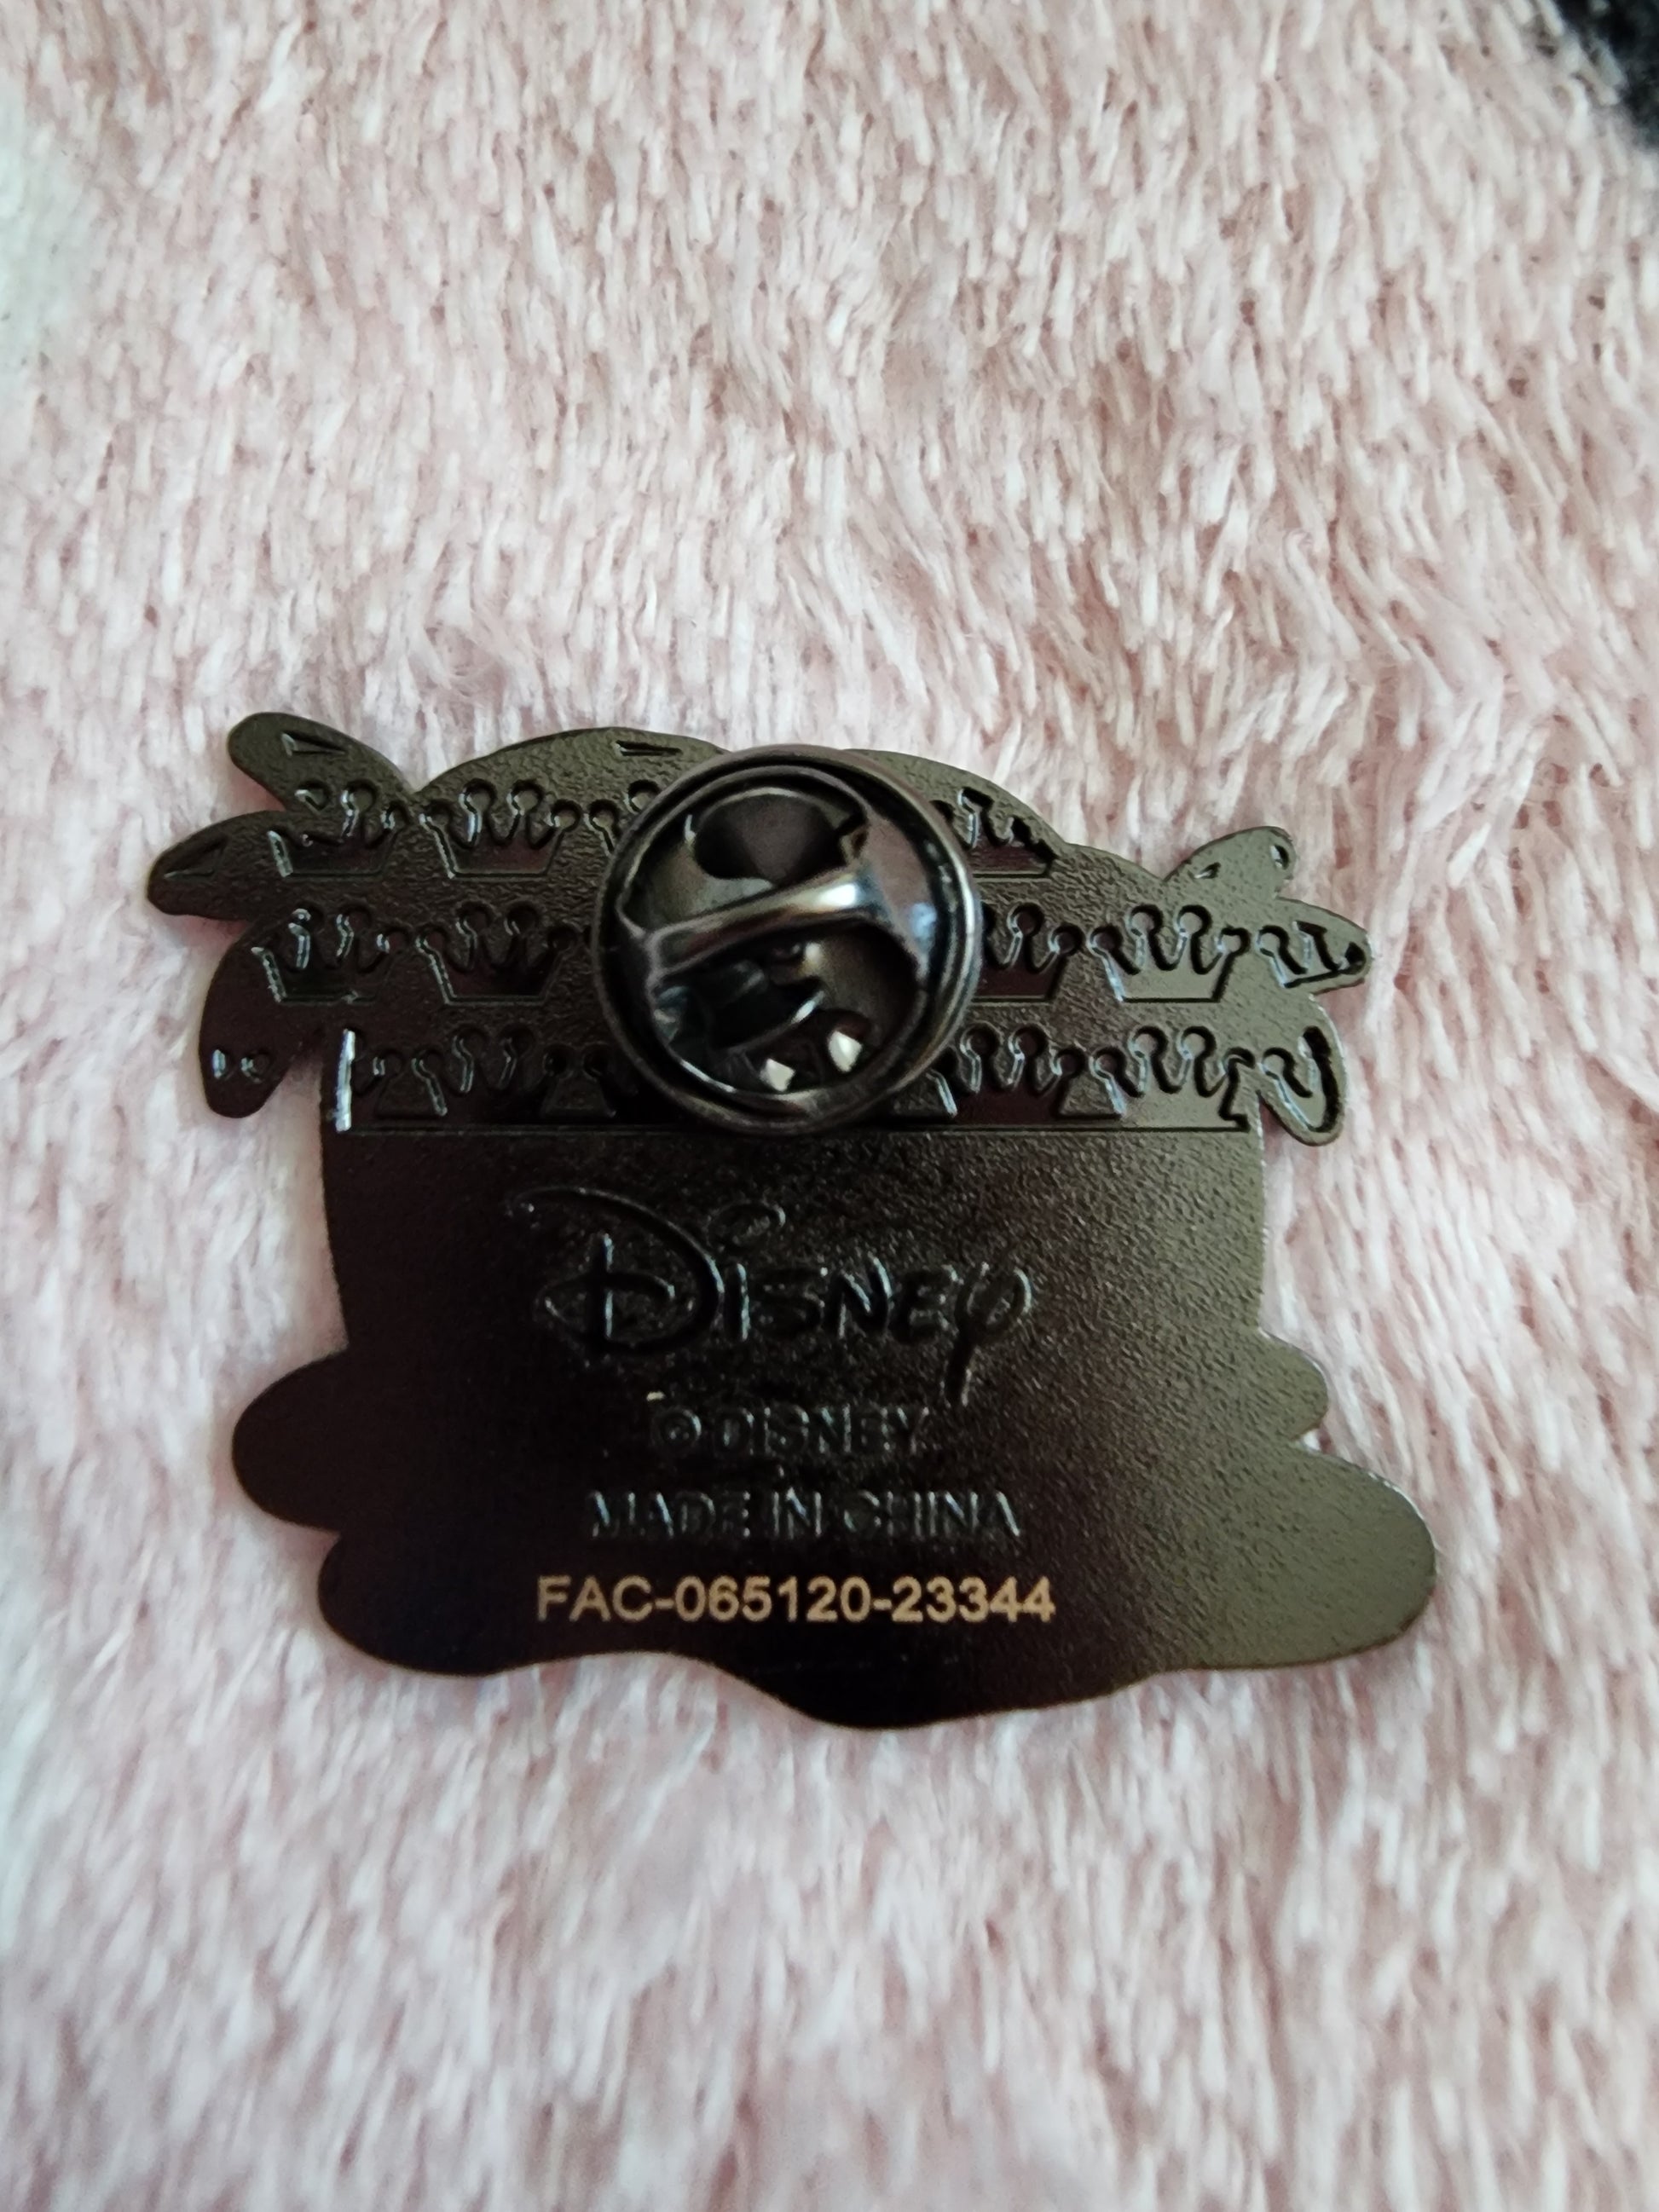 Disney
© DISNEY
MADE IN CHINA
FAC-065120-23344